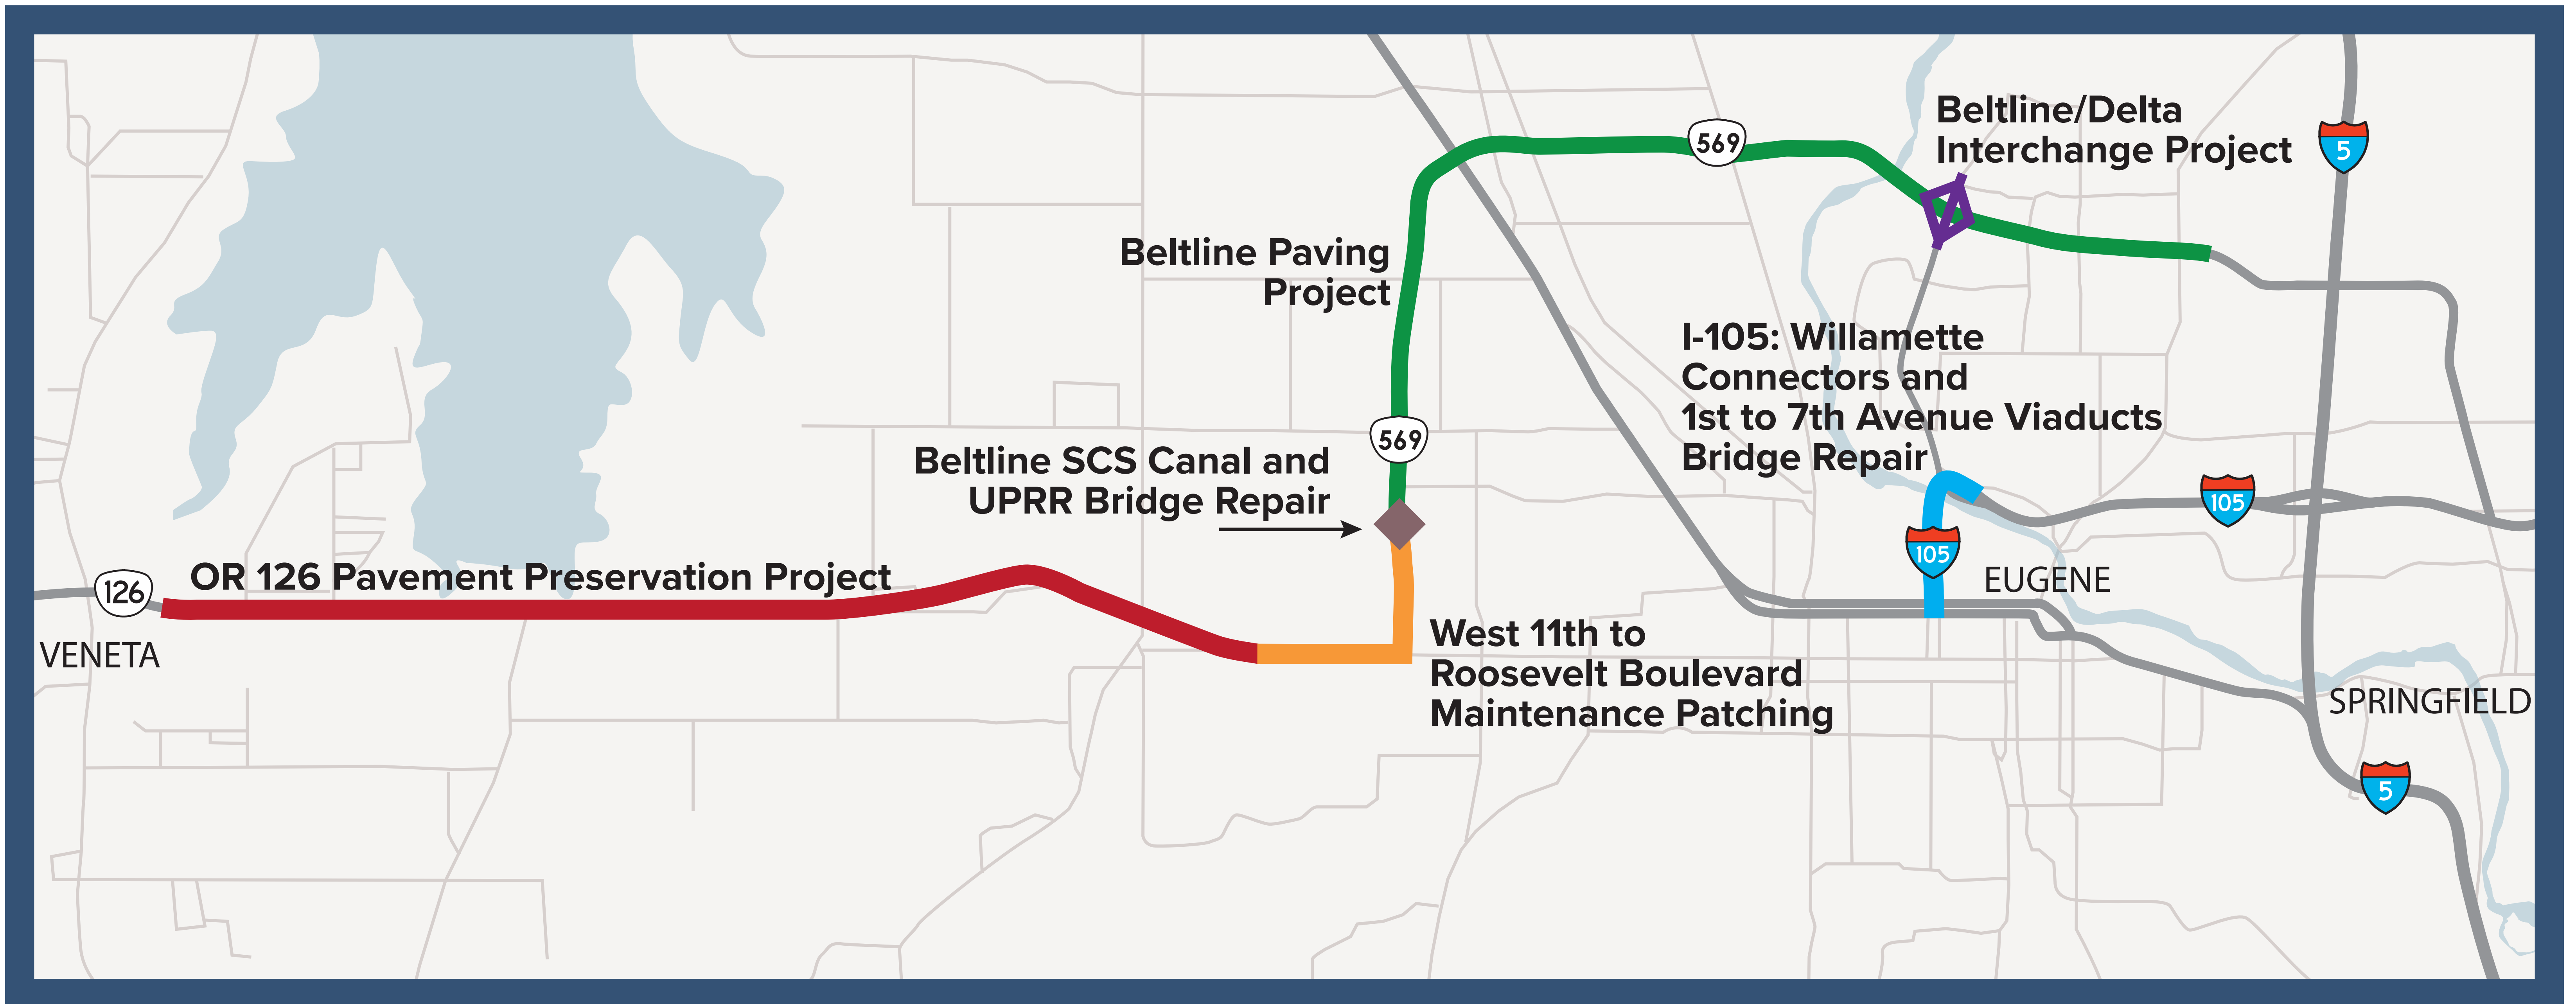 Beltline/Delta
Interchange Project
5
569
Beltline Paving
Project
I-105: Willamette
Connectors and
1st to 7th Avenue Viaducts
Bridge Repair
569
Beltline SCS Canal and
UPRR Bridge Repair
105
105
EUGENE
OR 126 Pavement Preservation Project
126
VENETA
West 11th to
Roosevelt Boulevard
Maintenance Patching
SPRINGFIELD
5